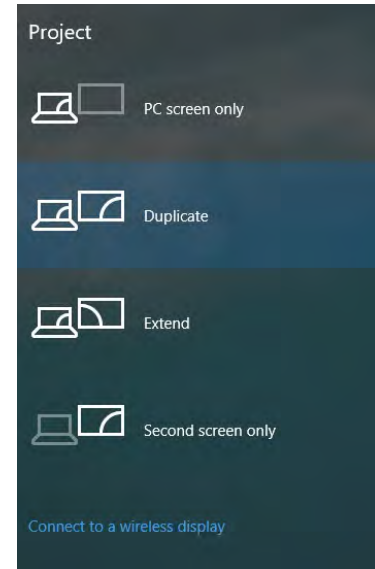 Project
PC screen only
Duplicate
Extend
Second screen only
Connect to a wireless display